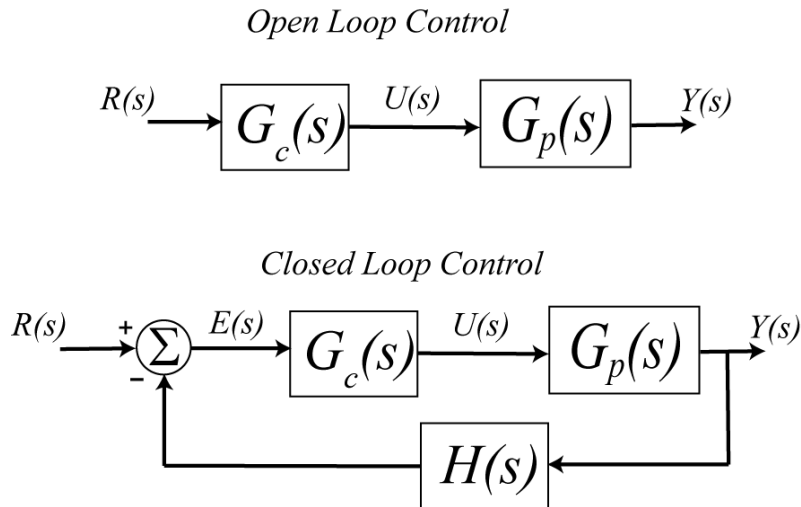 Open Loop Control
R(s) G_c(s) U(s) G_p(s) Y(s)
Closed Loop Control
R(s) + Σ E(s) G_c(s) U(s) G_p(s) Y(s)
−
H(s)